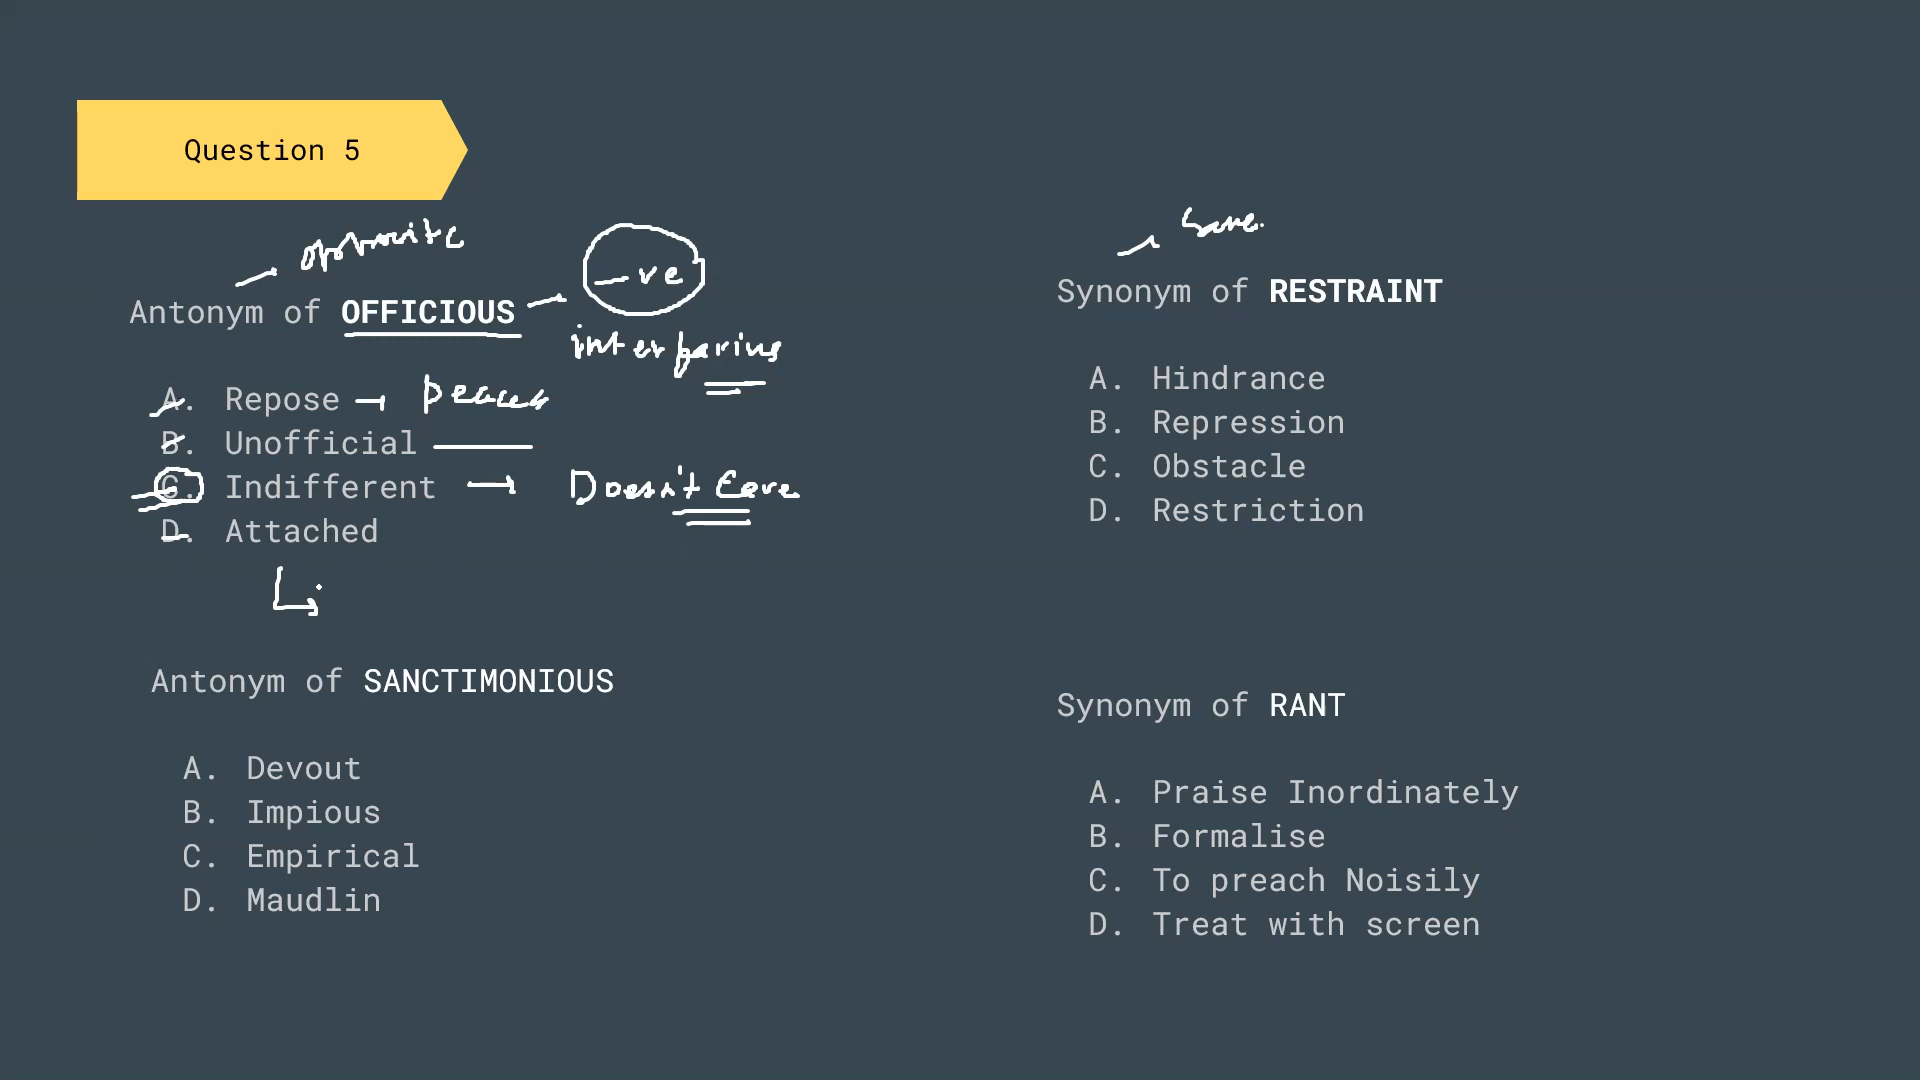 Question 5
opposite
-ve
Antonym of OFFICIOUS
interfering
A. Repose
B. Unofficial
C. Indifferent → Doesn't Care
D. Attached
Same.
Synonym of RESTRAINT
A. Hindrance
B. Repression
C. Obstacle
D. Restriction
Antonym of SANCTIMONIOUS
A. Devout
B. Impious
C. Empirical
D. Maudlin
Synonym of RANT
A. Praise Inordinately
B. Formalise
C. To preach Noisily
D. Treat with screen